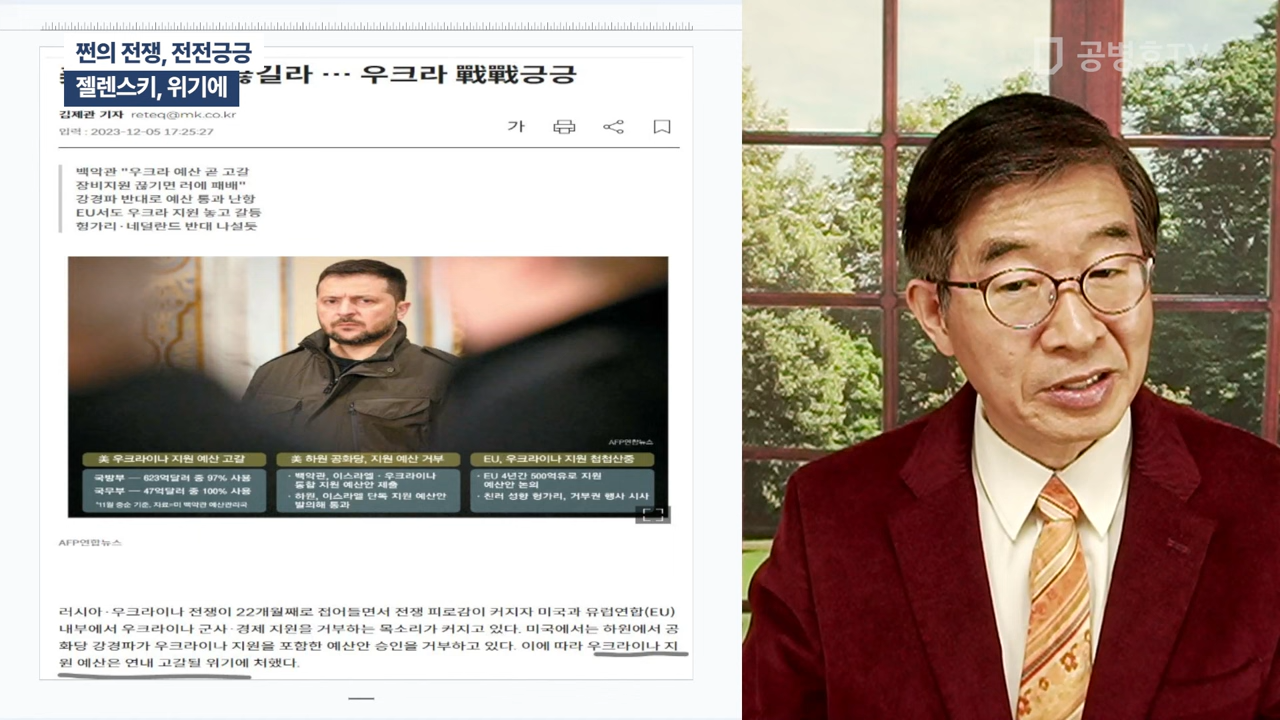 쩐의 전쟁, 전전긍긍
젤렌스키, 위기에
길라 … 우크라 戰戰긍긍
김제관 기자 reteq@mk.co.kr
입력 : 2023-12-05 17:25:27
가
백악관 "우크라 예산 곧 고갈
장비지원 끊기면 러에 패배"
강경파 반대로 예산 통과 난항
EU서도 우크라 지원 놓고 갈등
헝가리·네덜란드 반대 나설듯
AFP연합뉴스
美 우크라이나 지원 예산 고갈
국방부 — 623억달러 중 97% 사용
국무부 — 47억달러 중 100% 사용
*11월 중순 기준, 자료=미 백악관 예산관리국
美 하원 공화당, 지원 예산 거부
· 백악관, 이스라엘·우크라이나
통합 지원 예산안 제출
· 하원, 이스라엘 단독 지원 예산안
발의해 통과
EU, 우크라이나 지원 첩첩산중
· EU 4년간 500억유로 지원
예산안 논의
· 친러 성향 헝가리, 거부권 행사 시사
AFP연합뉴스
러시아·우크라이나 전쟁이 22개월째로 접어들면서 전쟁 피로감이 커지자 미국과 유럽연합(EU)
내부에서 우크라이나 군사·경제 지원을 거부하는 목소리가 커지고 있다. 미국에서는 하원에서 공
화당 강경파가 우크라이나 지원을 포함한 예산안 승인을 거부하고 있다. 이에 따라 우크라이나 지
원 예산은 연내 고갈될 위기에 처했다.
공병호TV